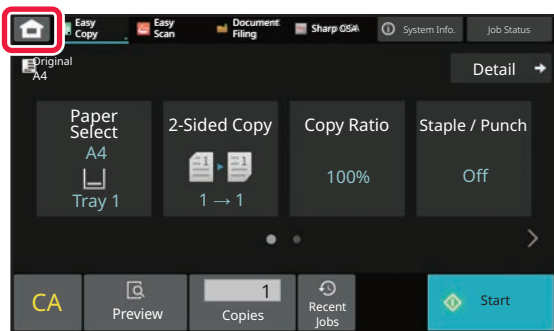 Easy
Copy
Easy
Scan
Document
Filing
Sharp OSA
System Info.
Job Status
Original
A4
Detail
Paper
Select
A4
Tray 1
2-Sided Copy
1 → 1
Copy Ratio
100%
Staple / Punch
Off
CA
Preview
1
Copies
Recent
Jobs
Start